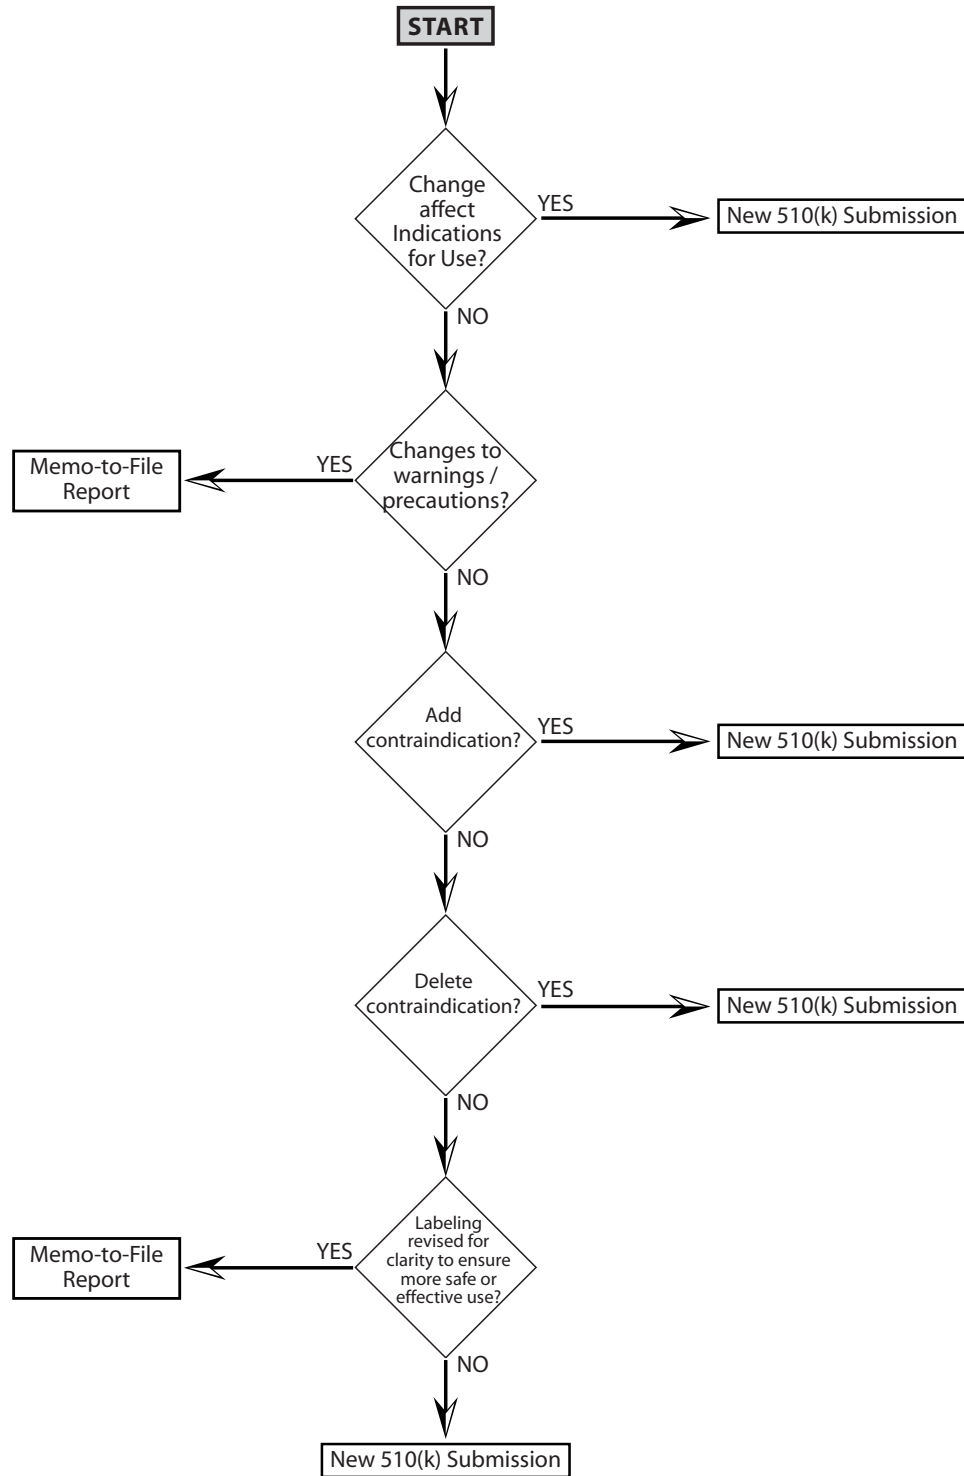 START
Change
affect
Indications
for Use?
YES
New 510(k) Submission
NO
Changes to
warnings /
precautions?
YES
Memo-to-File
Report
NO
Add
contraindication?
YES
New 510(k) Submission
NO
Delete
contraindication?
YES
New 510(k) Submission
NO
Labeling
revised for
clarity to ensure
more safe or
effective use?
YES
Memo-to-File
Report
NO
New 510(k) Submission